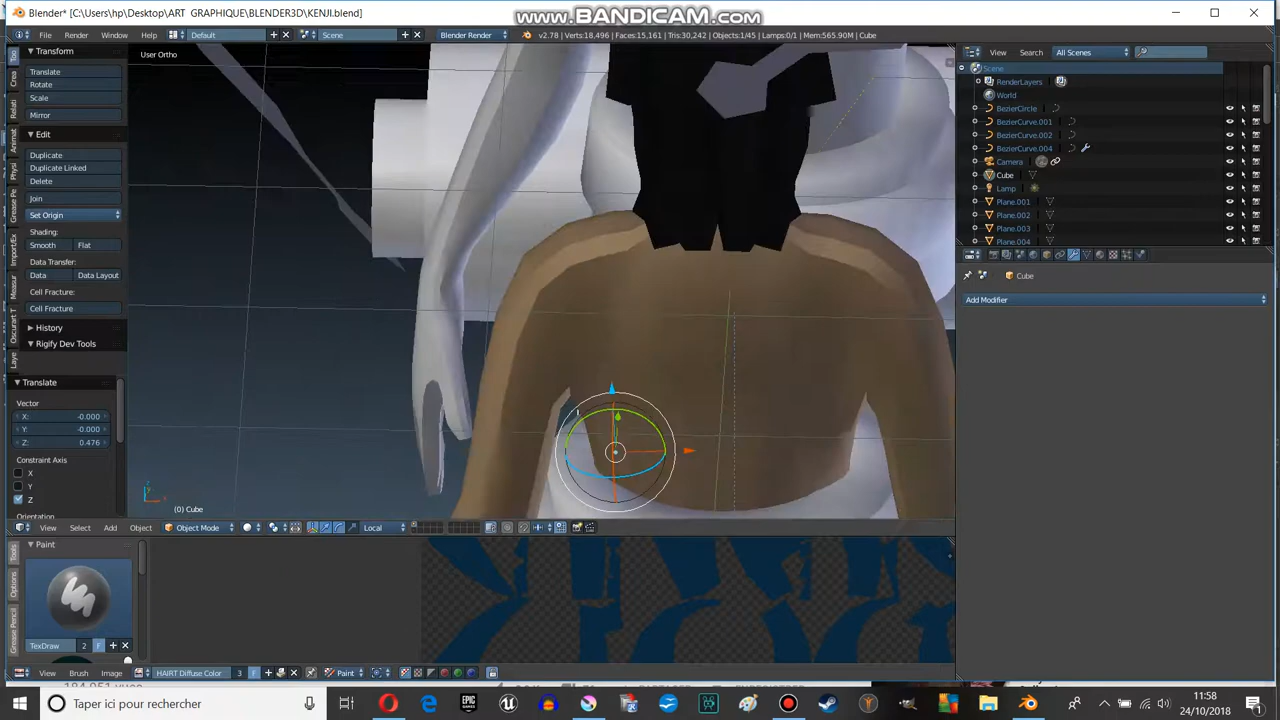 Blender* [C:\Users\hp\Desktop\ART GRAPHIQUE\BLENDER3D\KENJI.blend]
www.BANDICAM.com
File Render Window Help Default Scene Blender Render v2.78 | Verts:18,496 | Faces:15,161 | Tris:30,242 | Objects:1/45 | Lamps:0/1 | Mem:565.90M | Cube
Transform
Translate
Rotate
Scale
Mirror
Edit
Duplicate
Duplicate Linked
Delete
Join
Set Origin
Shading:
Smooth Flat
Data Transfer:
Data Data Layout
Cell Fracture:
Cell Fracture
History
Rigify Dev Tools
Translate
Vector
X: -0.000
Y: -0.000
Z: 0.476
Constraint Axis
X
Y
Z
User Ortho
(0) Cube
View Select Add Object Object Mode Local
View Search All Scenes
Scene
RenderLayers
World
BezierCircle
BezierCurve.001
BezierCurve.002
BezierCurve.004
Camera
Cube
Lamp
Plane.001
Plane.002
Plane.003
Plane.004
Cube
Add Modifier
Paint
TexDraw 2 F
View Brush Image HAIRT Diffuse Color 3 F Paint
Tools
Options
Grease Pencil
Taper ici pour rechercher
11:58
24/10/2018